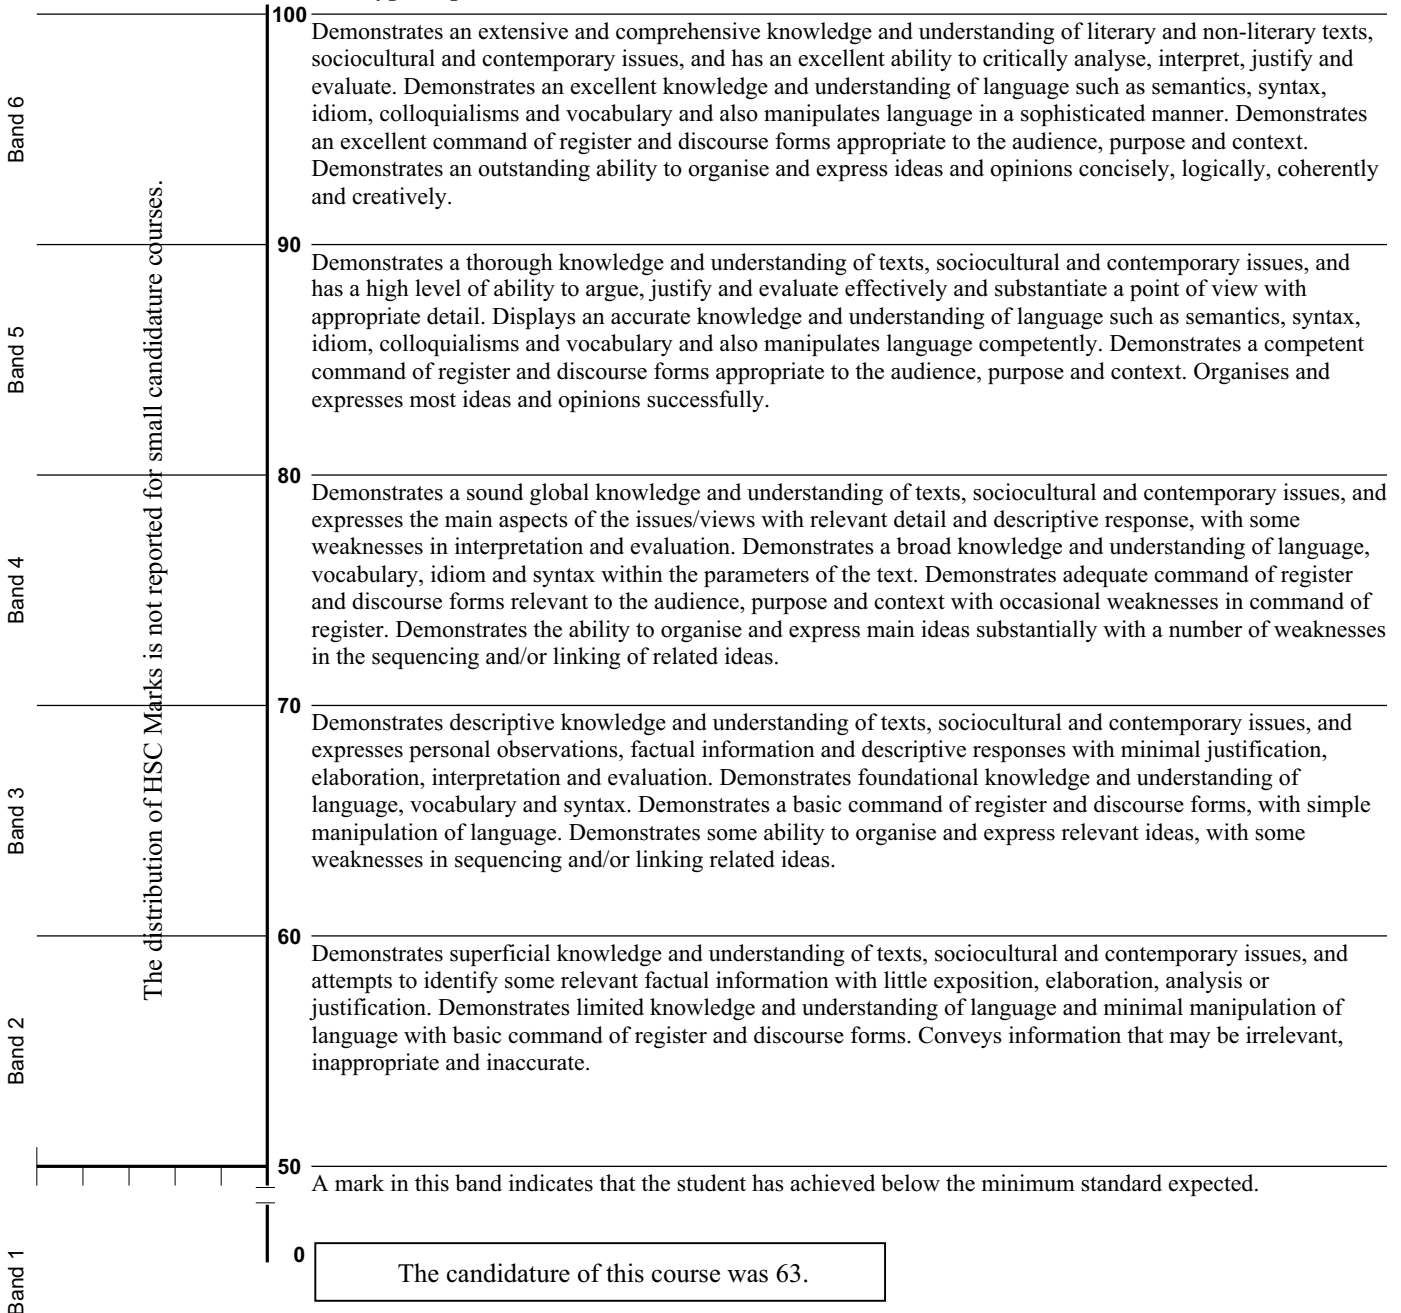 100
Demonstrates an extensive and comprehensive knowledge and understanding of literary and non-literary texts,
sociocultural and contemporary issues, and has an excellent ability to critically analyse, interpret, justify and
evaluate. Demonstrates an excellent knowledge and understanding of language such as semantics, syntax,
idiom, colloquialisms and vocabulary and also manipulates language in a sophisticated manner. Demonstrates
an excellent command of register and discourse forms appropriate to the audience, purpose and context.
Demonstrates an outstanding ability to organise and express ideas and opinions concisely, logically, coherently
and creatively.
Band 6
90
Demonstrates a thorough knowledge and understanding of texts, sociocultural and contemporary issues, and
has a high level of ability to argue, justify and evaluate effectively and substantiate a point of view with
appropriate detail. Displays an accurate knowledge and understanding of language such as semantics, syntax,
idiom, colloquialisms and vocabulary and also manipulates language competently. Demonstrates a competent
command of register and discourse forms appropriate to the audience, purpose and context. Organises and
expresses most ideas and opinions successfully.
Band 5
80
Demonstrates a sound global knowledge and understanding of texts, sociocultural and contemporary issues, and
expresses the main aspects of the issues/views with relevant detail and descriptive response, with some
weaknesses in interpretation and evaluation. Demonstrates a broad knowledge and understanding of language,
vocabulary, idiom and syntax within the parameters of the text. Demonstrates adequate command of register
and discourse forms relevant to the audience, purpose and context with occasional weaknesses in command of
register. Demonstrates the ability to organise and express main ideas substantially with a number of weaknesses
in the sequencing and/or linking of related ideas.
Band 4
The distribution of HSC Marks is not reported for small candidature courses.
70
Demonstrates descriptive knowledge and understanding of texts, sociocultural and contemporary issues, and
expresses personal observations, factual information and descriptive responses with minimal justification,
elaboration, interpretation and evaluation. Demonstrates foundational knowledge and understanding of
language, vocabulary and syntax. Demonstrates a basic command of register and discourse forms, with simple
manipulation of language. Demonstrates some ability to organise and express relevant ideas, with some
weaknesses in sequencing and/or linking related ideas.
Band 3
60
Demonstrates superficial knowledge and understanding of texts, sociocultural and contemporary issues, and
attempts to identify some relevant factual information with little exposition, elaboration, analysis or
justification. Demonstrates limited knowledge and understanding of language and minimal manipulation of
language with basic command of register and discourse forms. Conveys information that may be irrelevant,
inappropriate and inaccurate.
Band 2
50
A mark in this band indicates that the student has achieved below the minimum standard expected.
0
Band 1
The candidature of this course was 63.